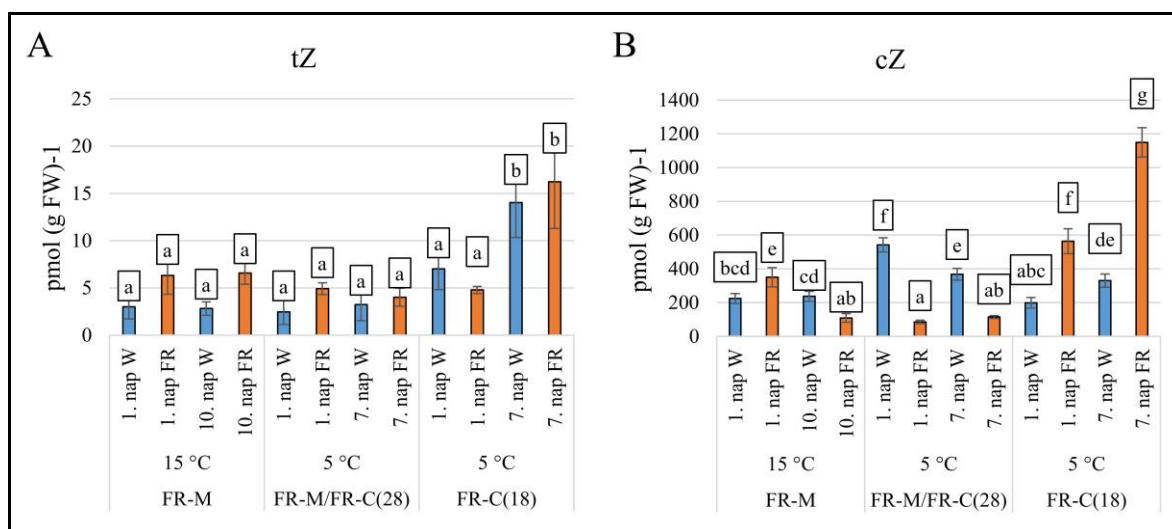 A
tZ
pmol (g FW)-1
25
20
15
10
5
0
a
a
a
a
a
a
a
a
a
a
b
b
1. nap W
1. nap FR
10. nap W
10. nap FR
1. nap W
1. nap FR
7. nap W
7. nap FR
1. nap W
1. nap FR
7. nap W
7. nap FR
15 °C
5 °C
5 °C
FR-M
FR-M/FR-C(28)
FR-C(18)
B
cZ
pmol (g FW)-1
1400
1200
1000
800
600
400
200
0
bcd
e
cd
ab
f
a
e
ab
abc
f
de
g
1. nap W
1. nap FR
10. nap W
10. nap FR
1. nap W
1. nap FR
7. nap W
7. nap FR
1. nap W
1. nap FR
7. nap W
7. nap FR
15 °C
5 °C
5 °C
FR-M
FR-M/FR-C(28)
FR-C(18)